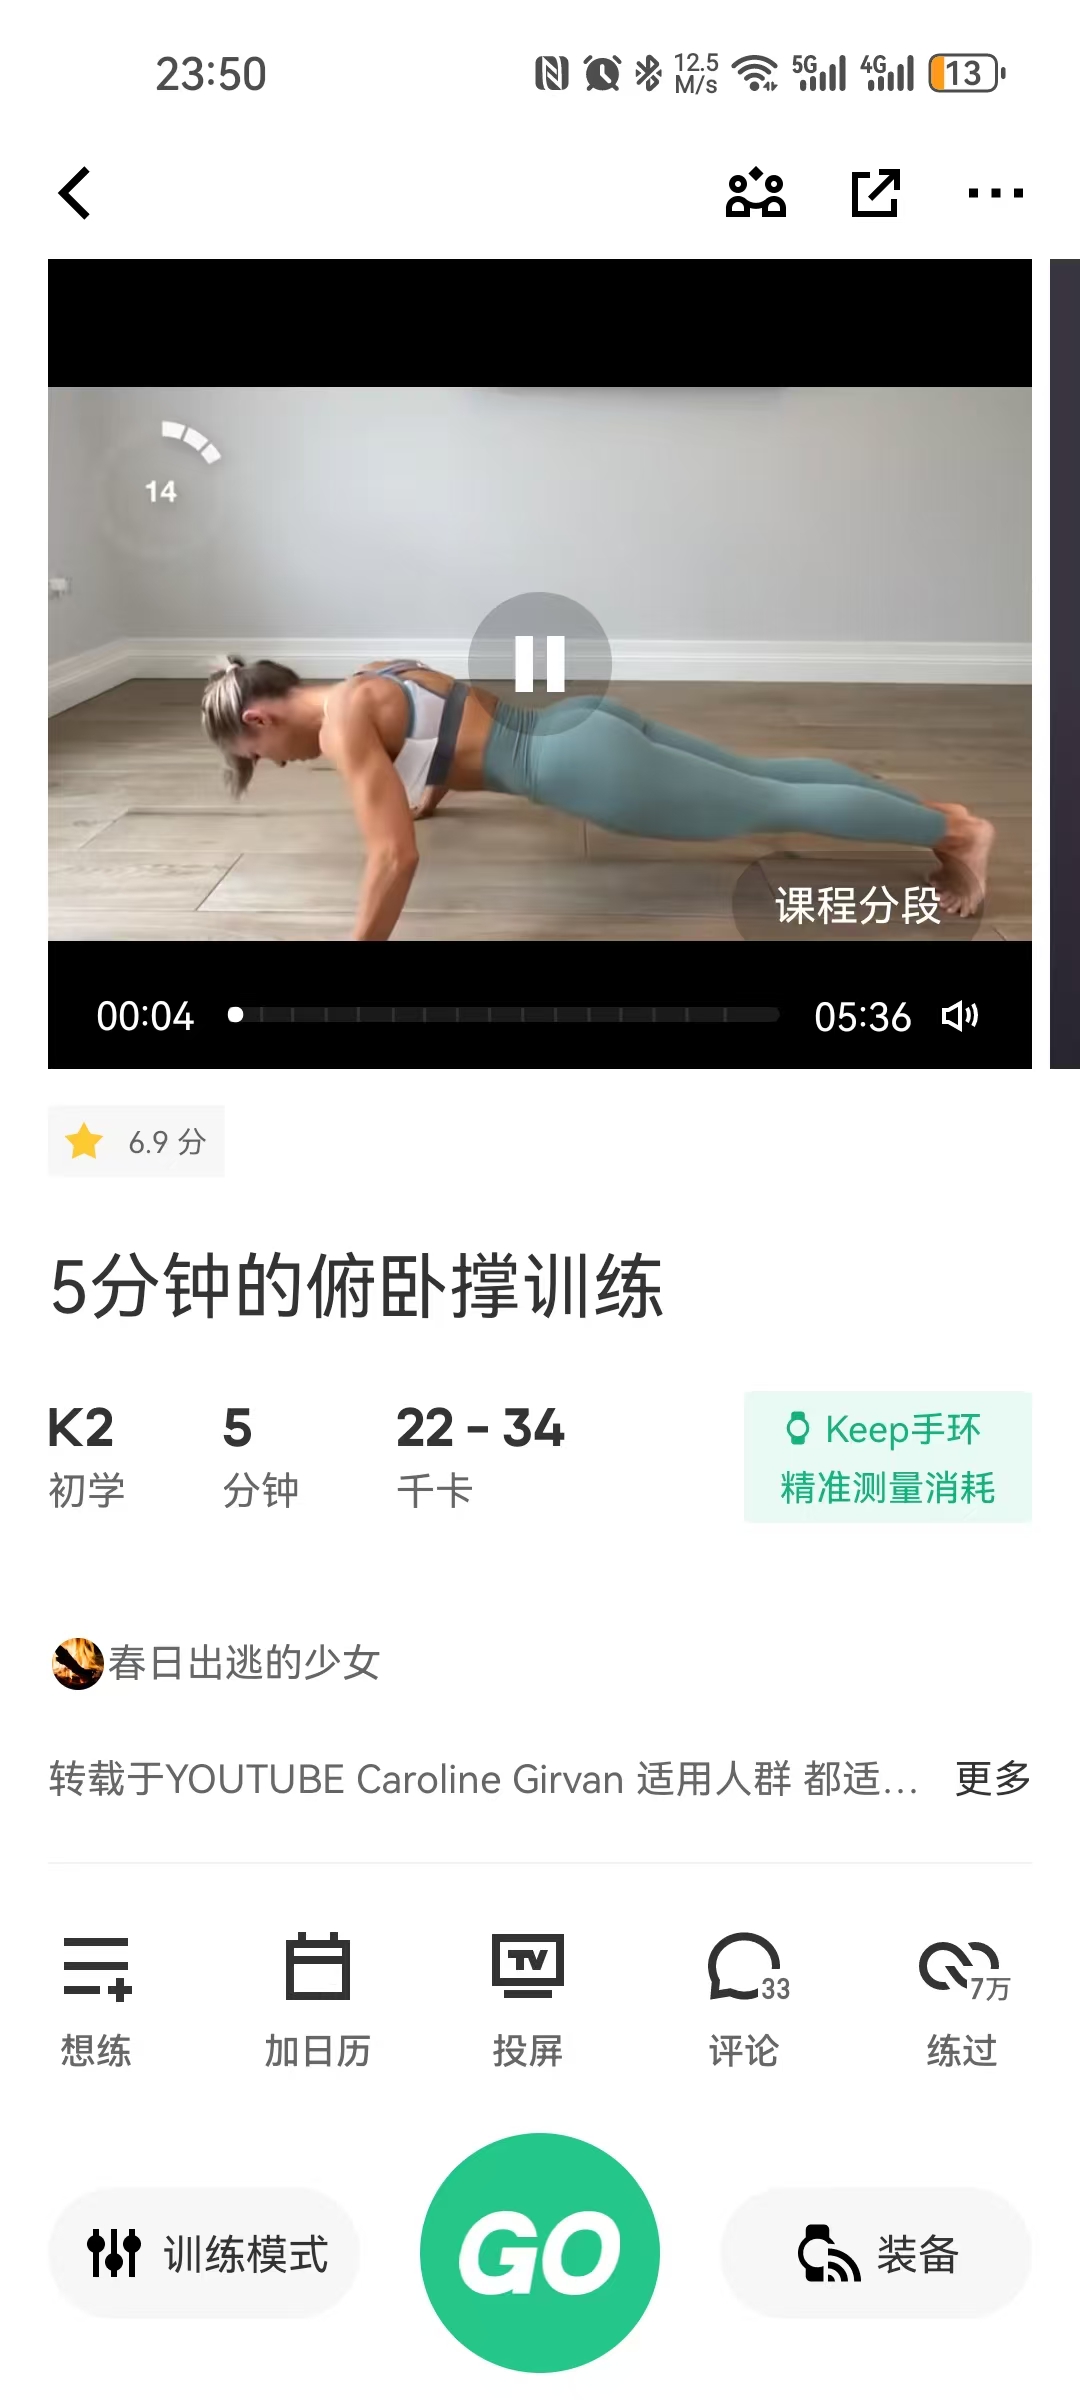 23:50
12.5 M/s 5G 4G 13
14
课程分段
00:04 05:36
6.9 分
5分钟的俯卧撑训练
K2 5 22 - 34
初学 分钟 千卡
Keep手环
精准测量消耗
春日出逃的少女
转载于YOUTUBE Caroline Girvan 适用人群 都适... 更多
TV 33 7万
想练 加日历 投屏 评论 练过
训练模式 GO 装备